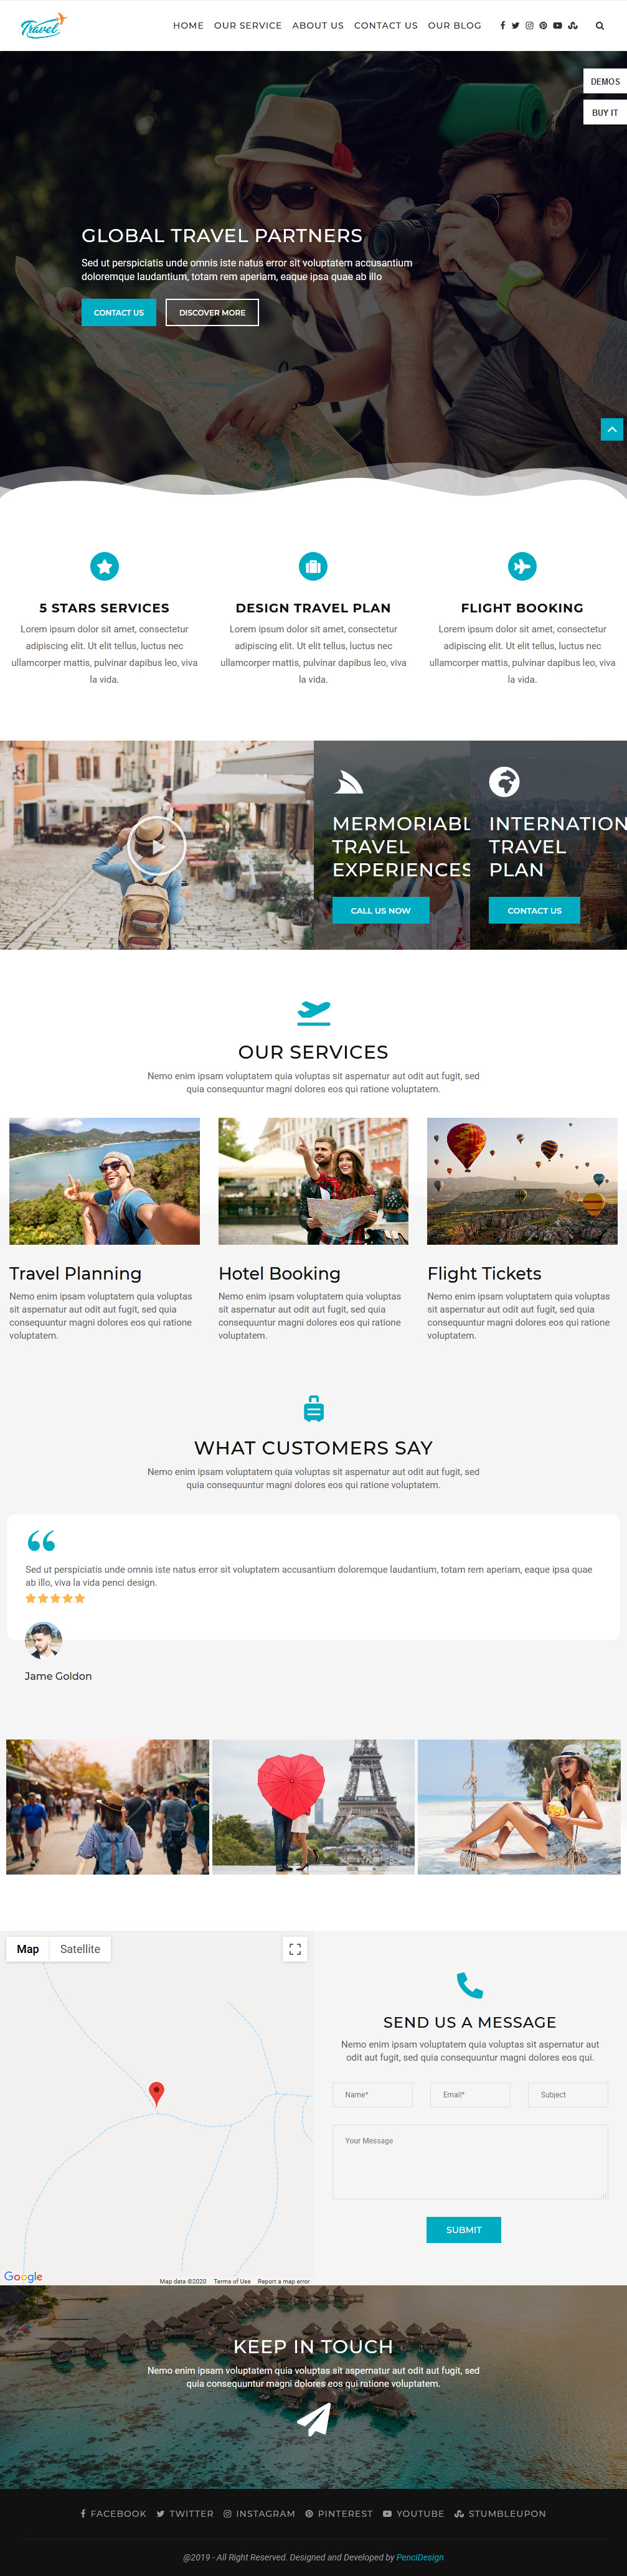 Travel
HOME OUR SERVICE ABOUT US CONTACT US OUR BLOG
DEMOS
BUY IT
GLOBAL TRAVEL PARTNERS
Sed ut perspiciatis unde omnis iste natus error sit voluptatem accusantium
doloremque laudantium, totam rem aperiam, eaque ipsa quae ab illo
CONTACT US DISCOVER MORE
5 STARS SERVICES
Lorem ipsum dolor sit amet, consectetur
adipiscing elit. Ut elit tellus, luctus nec
ullamcorper mattis, pulvinar dapibus leo, viva
la vida.
DESIGN TRAVEL PLAN
Lorem ipsum dolor sit amet, consectetur
adipiscing elit. Ut elit tellus, luctus nec
ullamcorper mattis, pulvinar dapibus leo, viva
la vida.
FLIGHT BOOKING
Lorem ipsum dolor sit amet, consectetur
adipiscing elit. Ut elit tellus, luctus nec
ullamcorper mattis, pulvinar dapibus leo, viva
la vida.
MERMORIABL
TRAVEL
EXPERIENCES
CALL US NOW
INTERNATION
TRAVEL
PLAN
CONTACT US
OUR SERVICES
Nemo enim ipsam voluptatem quia voluptas sit aspernatur aut odit aut fugit, sed
quia consequuntur magni dolores eos qui ratione voluptatem.
Travel Planning
Nemo enim ipsam voluptatem quia voluptas
sit aspernatur aut odit aut fugit, sed quia
consequuntur magni dolores eos qui ratione
voluptatem.
Hotel Booking
Nemo enim ipsam voluptatem quia voluptas
sit aspernatur aut odit aut fugit, sed quia
consequuntur magni dolores eos qui ratione
voluptatem.
Flight Tickets
Nemo enim ipsam voluptatem quia voluptas
sit aspernatur aut odit aut fugit, sed quia
consequuntur magni dolores eos qui ratione
voluptatem.
WHAT CUSTOMERS SAY
Nemo enim ipsam voluptatem quia voluptas sit aspernatur aut odit aut fugit, sed
quia consequuntur magni dolores eos qui ratione voluptatem.
Sed ut perspiciatis unde omnis iste natus error sit voluptatem accusantium doloremque laudantium, totam rem aperiam, eaque ipsa quae
ab illo, viva la vida penci design.
Jame Goldon
Map Satellite
Google
Map data ©2020 Terms of Use Report a map error
SEND US A MESSAGE
Nemo enim ipsam voluptatem quia voluptas sit aspernatur aut
odit aut fugit, sed quia consequuntur magni dolores eos qui.
Name* Email* Subject
Your Message
SUBMIT
KEEP IN TOUCH
Nemo enim ipsam voluptatem quia voluptas sit aspernatur aut odit aut fugit, sed
quia consequuntur magni dolores eos qui ratione voluptatem.
FACEBOOK TWITTER INSTAGRAM PINTEREST YOUTUBE STUMBLEUPON
@2019 - All Right Reserved. Designed and Developed by PenciDesign